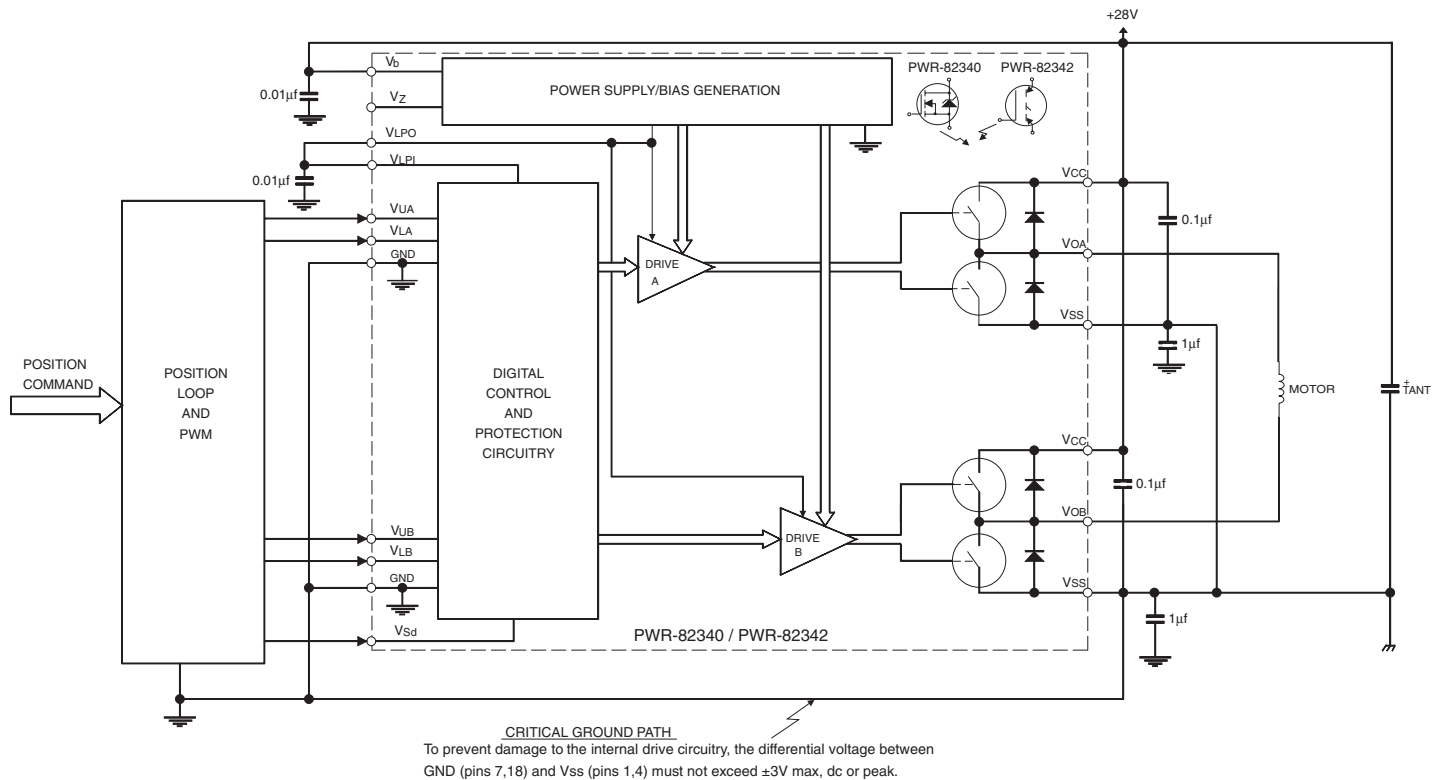 +28V
Vb
POWER SUPPLY/BIAS GENERATION
PWR-82340
PWR-82342
0.01µf
VZ
VLPO
VLPI
0.01µf
VCC
0.1µf
VUA
VLA
GND
DRIVE
A
VOA
VSS
1µf
POSITION
COMMAND
POSITION
LOOP
AND
PWM
DIGITAL
CONTROL
AND
PROTECTION
CIRCUITRY
MOTOR
+
TANT
VCC
0.1µf
VUB
VLB
GND
DRIVE
B
VOB
VSS
1µf
VSd
PWR-82340 / PWR-82342
CRITICAL GROUND PATH
To prevent damage to the internal drive circuitry, the differential voltage between
GND (pins 7,18) and Vss (pins 1,4) must not exceed ±3V max, dc or peak.